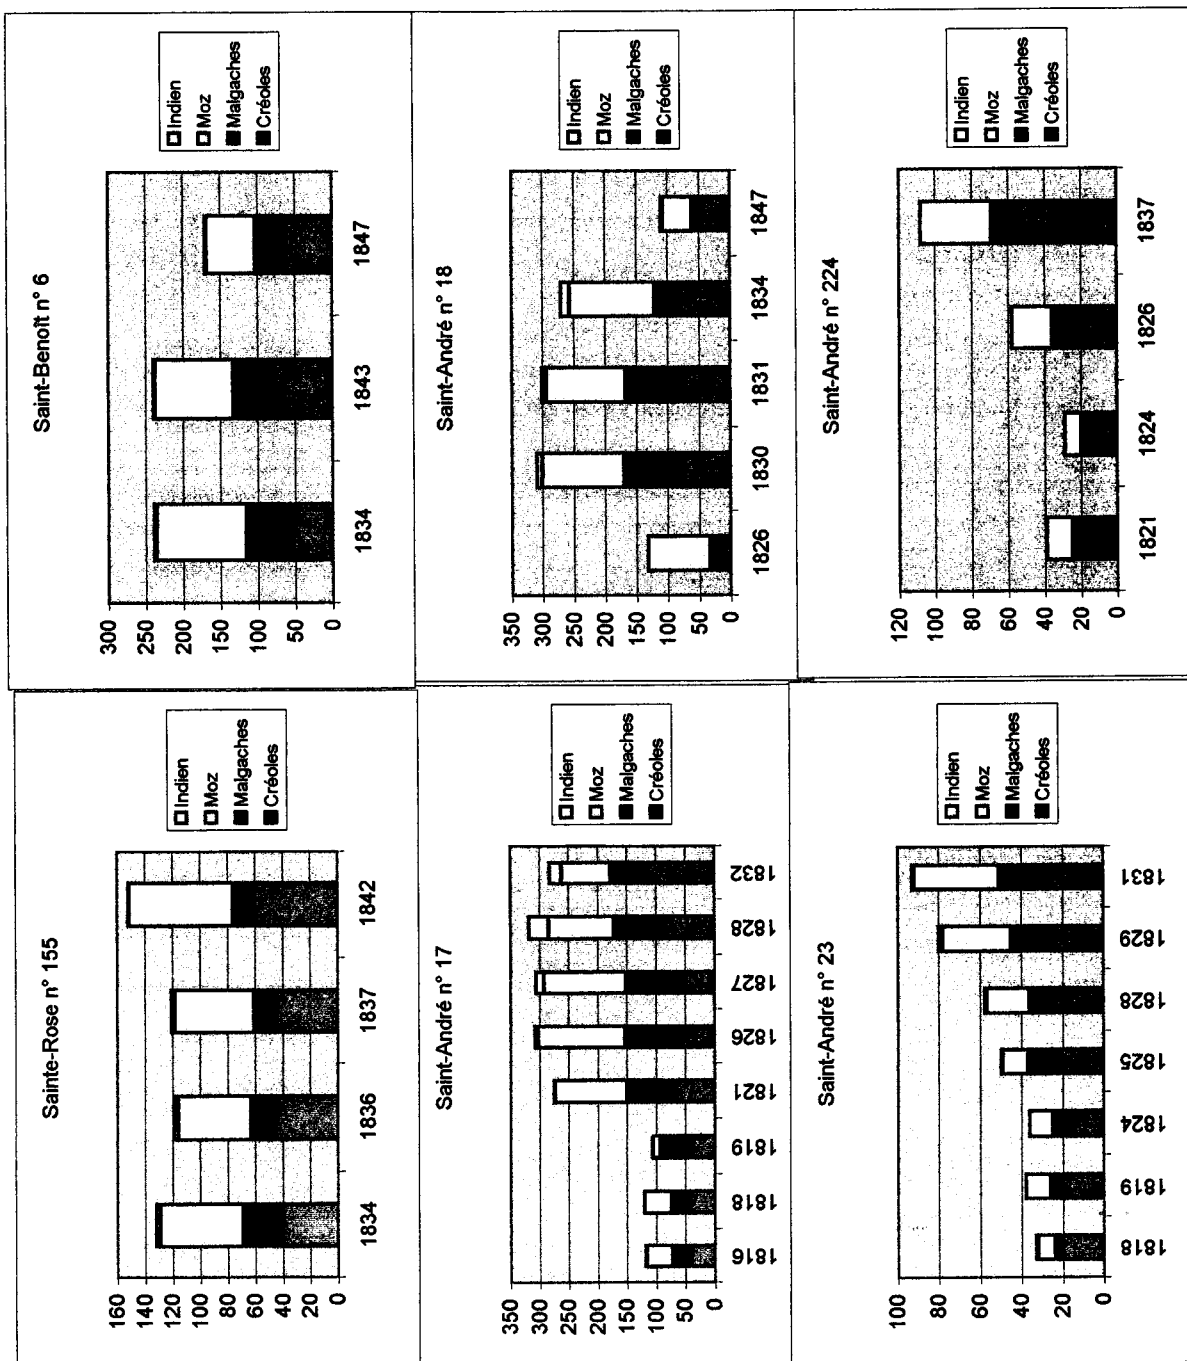 Sainte-Rose n° 155
160
140
120
100
80
60
40
20
0
1834 1836 1837 1842
Indien
Moz
Malgaches
Créoles
Saint-Benoît n° 6
300
250
200
150
100
50
0
1834 1843 1847
Indien
Moz
Malgaches
Créoles
Saint-André n° 17
350
300
250
200
150
100
50
0
1816 1818 1819 1821 1826 1827 1828 1832
Indien
Moz
Malgaches
Créoles
Saint-André n° 18
350
300
250
200
150
100
50
0
1826 1830 1831 1834 1847
Indien
Moz
Malgaches
Créoles
Saint-André n° 23
100
80
60
40
20
0
1818 1819 1824 1825 1828 1829 1831
Indien
Moz
Malgaches
Créoles
Saint-André n° 224
120
100
80
60
40
20
0
1821 1824 1826 1837
Indien
Moz
Malgaches
Créoles